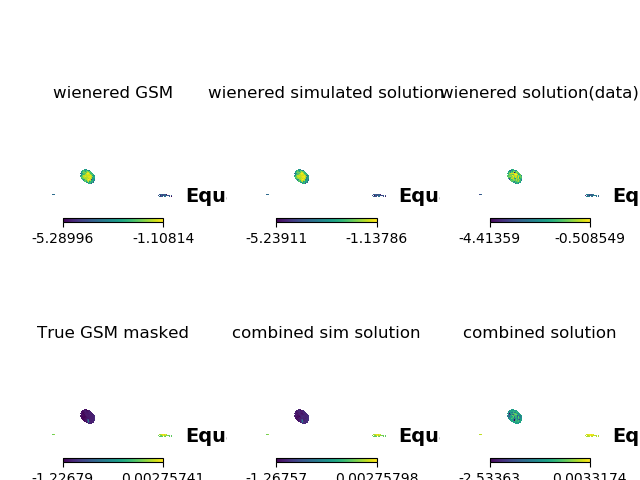 wienered GSM
wienered simulated solution
wienered solution(data)
Equ
Equ
Eq
-5.28996 -1.10814
-5.23911 -1.13786
-4.41359 -0.508549
True GSM masked
combined sim solution
combined solution
Equ
Equ
Eq
-1.22679 0.00275741
-1.26757 0.00275798
-2.53363 0.0033174